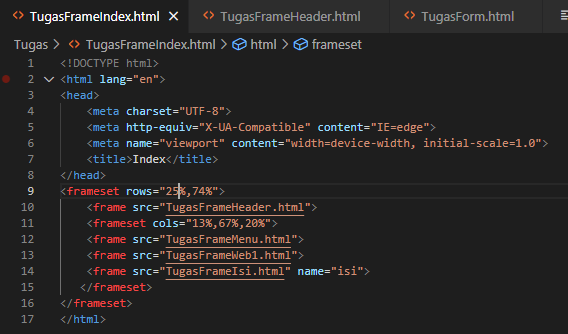 TugasFrameIndex.html TugasFrameHeader.html TugasForm.html
Tugas > TugasFrameIndex.html > html > frameset
1 <!DOCTYPE html>
2 <html lang="en">
3 <head>
4 <meta charset="UTF-8">
5 <meta http-equiv="X-UA-Compatible" content="IE=edge">
6 <meta name="viewport" content="width=device-width, initial-scale=1.0">
7 <title>Index</title>
8 </head>
9 <frameset rows="25%,74%">
10 <frame src="TugasFrameHeader.html">
11 <frameset cols="13%,67%,20%">
12 <frame src="TugasFrameMenu.html">
13 <frame src="TugasFrameWeb1.html">
14 <frame src="TugasFrameIsi.html" name="isi">
15 </frameset>
16 </frameset>
17 </html>